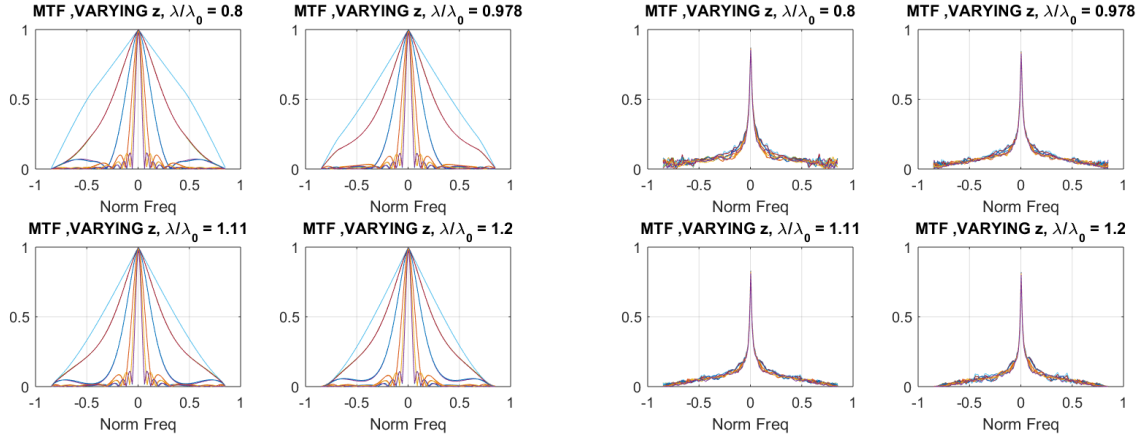 MTF ,VARYING z, λ/λ0 = 0.8
1
0.5
0
-1 -0.5 0 0.5 1
Norm Freq
MTF ,VARYING z, λ/λ0 = 0.978
1
0.5
0
-1 -0.5 0 0.5 1
Norm Freq
MTF ,VARYING z, λ/λ0 = 0.8
1
0.5
0
-1 -0.5 0 0.5 1
Norm Freq
MTF ,VARYING z, λ/λ0 = 0.978
1
0.5
0
-1 -0.5 0 0.5 1
Norm Freq
MTF ,VARYING z, λ/λ0 = 1.11
1
0.5
0
-1 -0.5 0 0.5 1
Norm Freq
MTF ,VARYING z, λ/λ0 = 1.2
1
0.5
0
-1 -0.5 0 0.5 1
Norm Freq
MTF ,VARYING z, λ/λ0 = 1.11
1
0.5
0
-1 -0.5 0 0.5 1
Norm Freq
MTF ,VARYING z, λ/λ0 = 1.2
1
0.5
0
-1 -0.5 0 0.5 1
Norm Freq